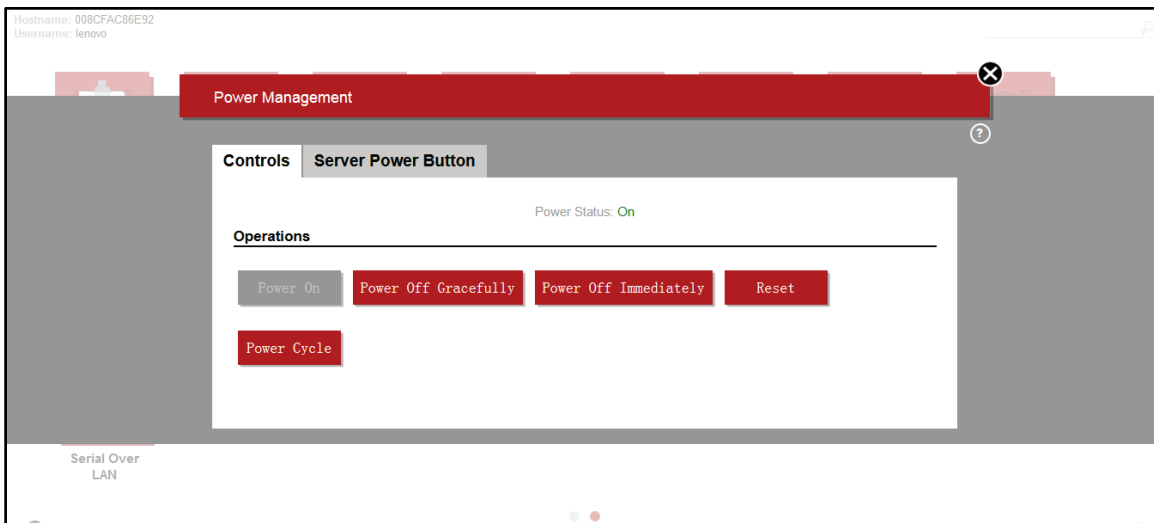 Hostname: 008CFAC86E92
Username: lenovo
Power Management
?
Controls Server Power Button
Power Status: On
Operations
Power On Power Off Gracefully Power Off Immediately Reset
Power Cycle
Serial Over
LAN